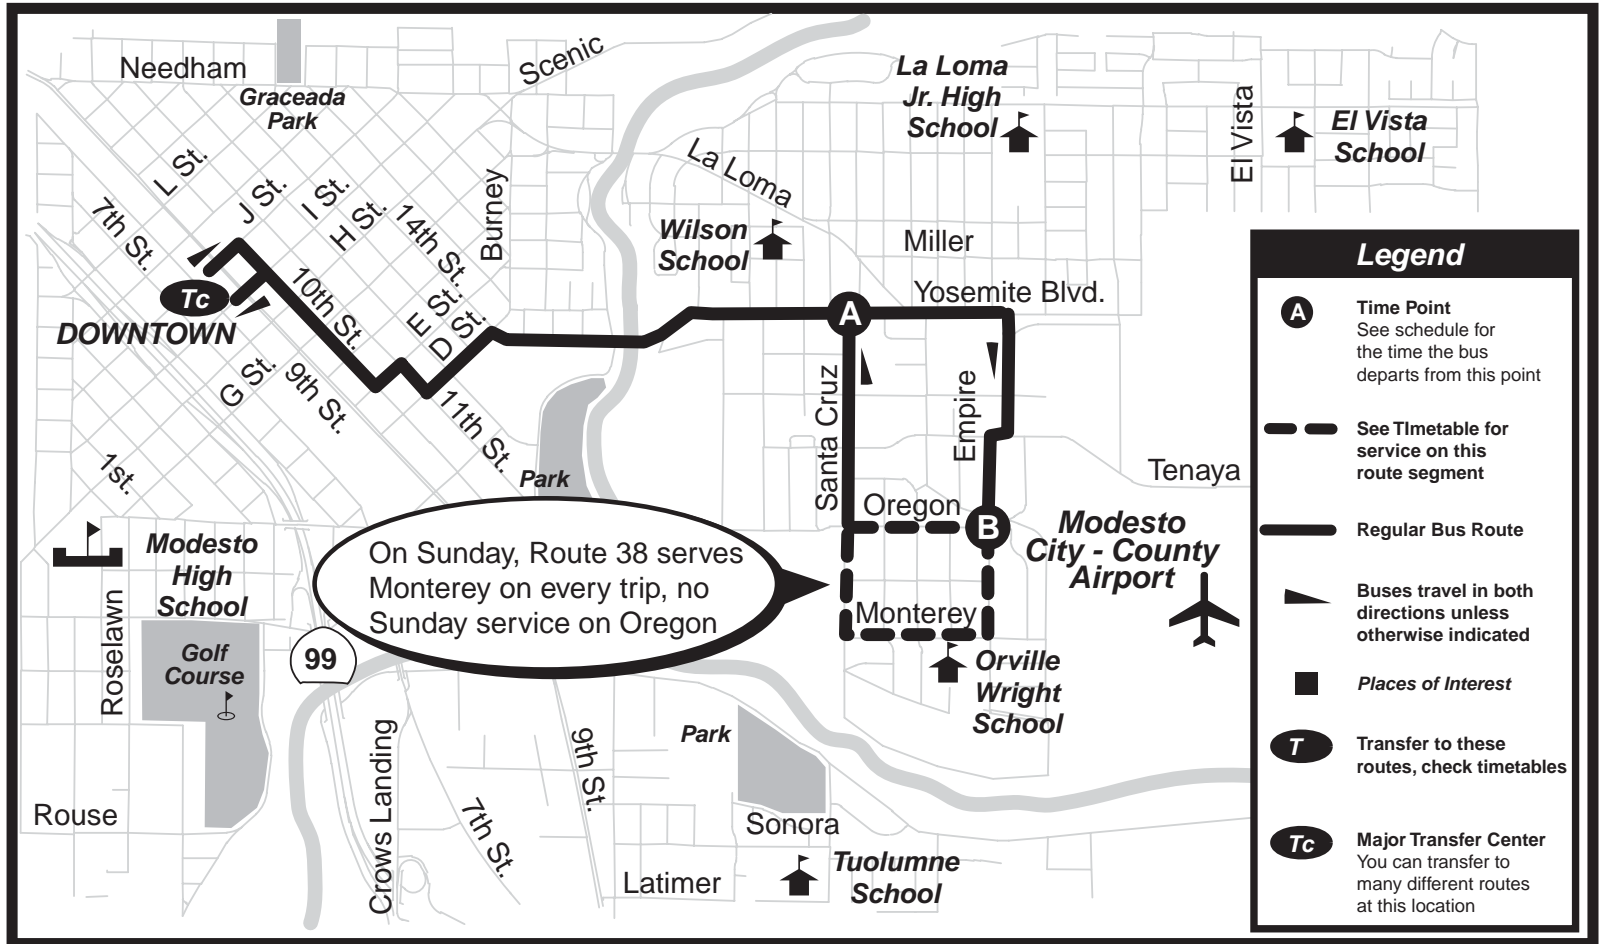 Needham
Scenic
Graceada
Park
La Loma
Jr. High
School
El Vista
El Vista
School
L St.
J St.
I St.
H St.
14th St.
Burney
La Loma
7th St.
Wilson
School
Miller
Yosemite Blvd.
Tc
DOWNTOWN
10th St.
E St.
D St.
A
G St.
9th St.
11th St.
Santa Cruz
Empire
Tenaya
1st.
Park
Oregon
B
Modesto
City - County
Airport
Modesto
High
School
On Sunday, Route 38 serves
Monterey on every trip, no
Sunday service on Oregon
Monterey
Roselawn
Golf
Course
99
Orville
Wright
School
Park
Crows Landing
9th St.
7th St.
Rouse
Sonora
Latimer
Tuolumne
School
Legend
A
Time Point
See schedule for
the time the bus
departs from this point
See TImetable for
service on this
route segment
Regular Bus Route
Buses travel in both
directions unless
otherwise indicated
Places of Interest
T
Transfer to these
routes, check timetables
Tc
Major Transfer Center
You can transfer to
many different routes
at this location